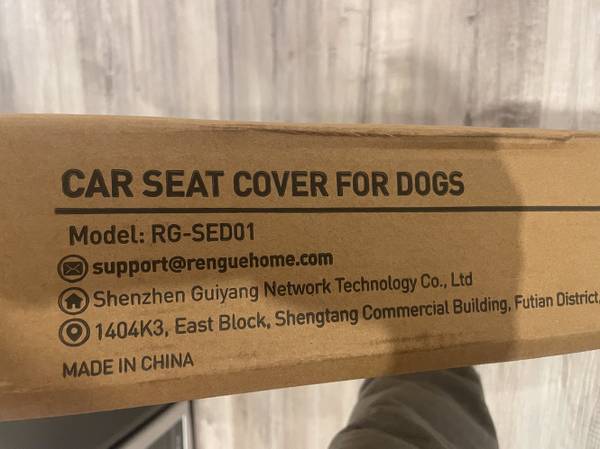 CAR SEAT COVER FOR DOGS
Model: RG-SED01
support@renguehome.com
Shenzhen Guiyang Network Technology Co., Ltd
1404K3, East Block, Shengtang Commercial Building, Futian District,
MADE IN CHINA